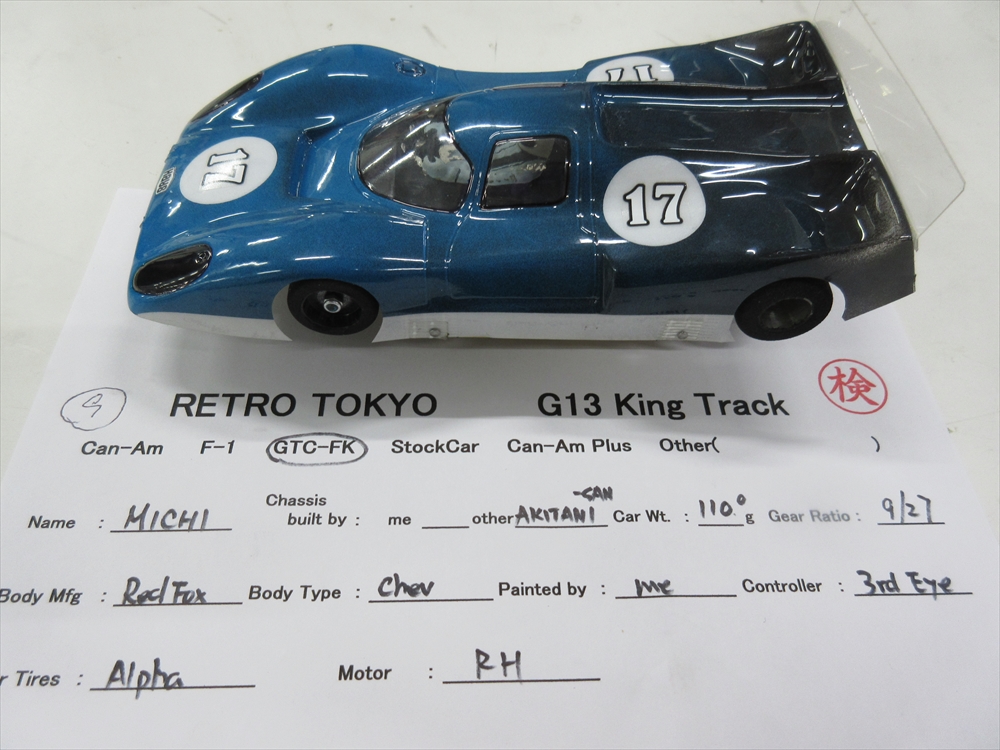 17
17
17
9
RETRO TOKYO G13 King Track 検
Can-Am F-1 GTC-FK StockCar Can-Am Plus Other( )
Name : MICHI Chassis built by : me other AKITANI-SAN Car Wt. : 110.0 g Gear Ratio : 9/27
Body Mfg : Red Fox Body Type : Chev Painted by : me Controller : 3rd Eye
r Tires : Alpha Motor : RH